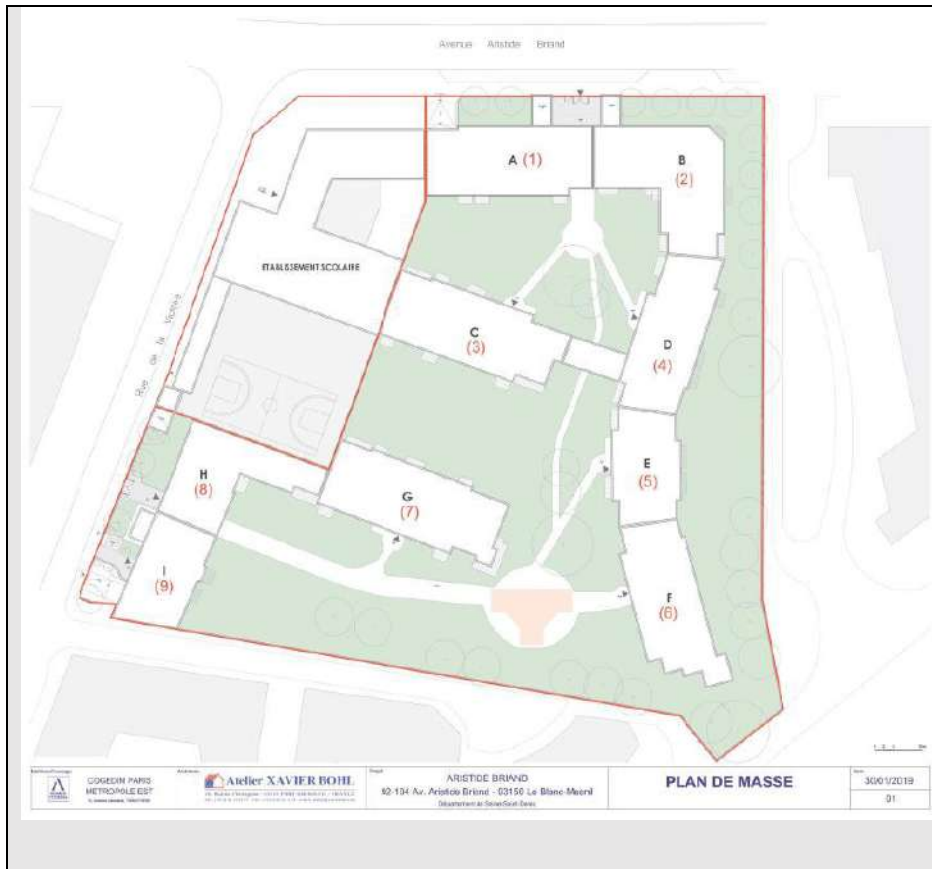 Avenue Aristide Briand
A (1)
B
(2)
ETABLISSEMENT SCOLAIRE
C
(3)
D
(4)
Rue de la Victoire
E
(5)
H
(8)
G
(7)
I
(9)
F
(6)
COGEDIM PARIS
METROPOLE EST
Atelier XAVIER BOHL
ARISTIDE BRIAND
92-104 Av. Aristide Briand - 93150 Le Blanc-Mesnil
Département de Seine-Saint-Denis
PLAN DE MASSE
30/01/2019
01